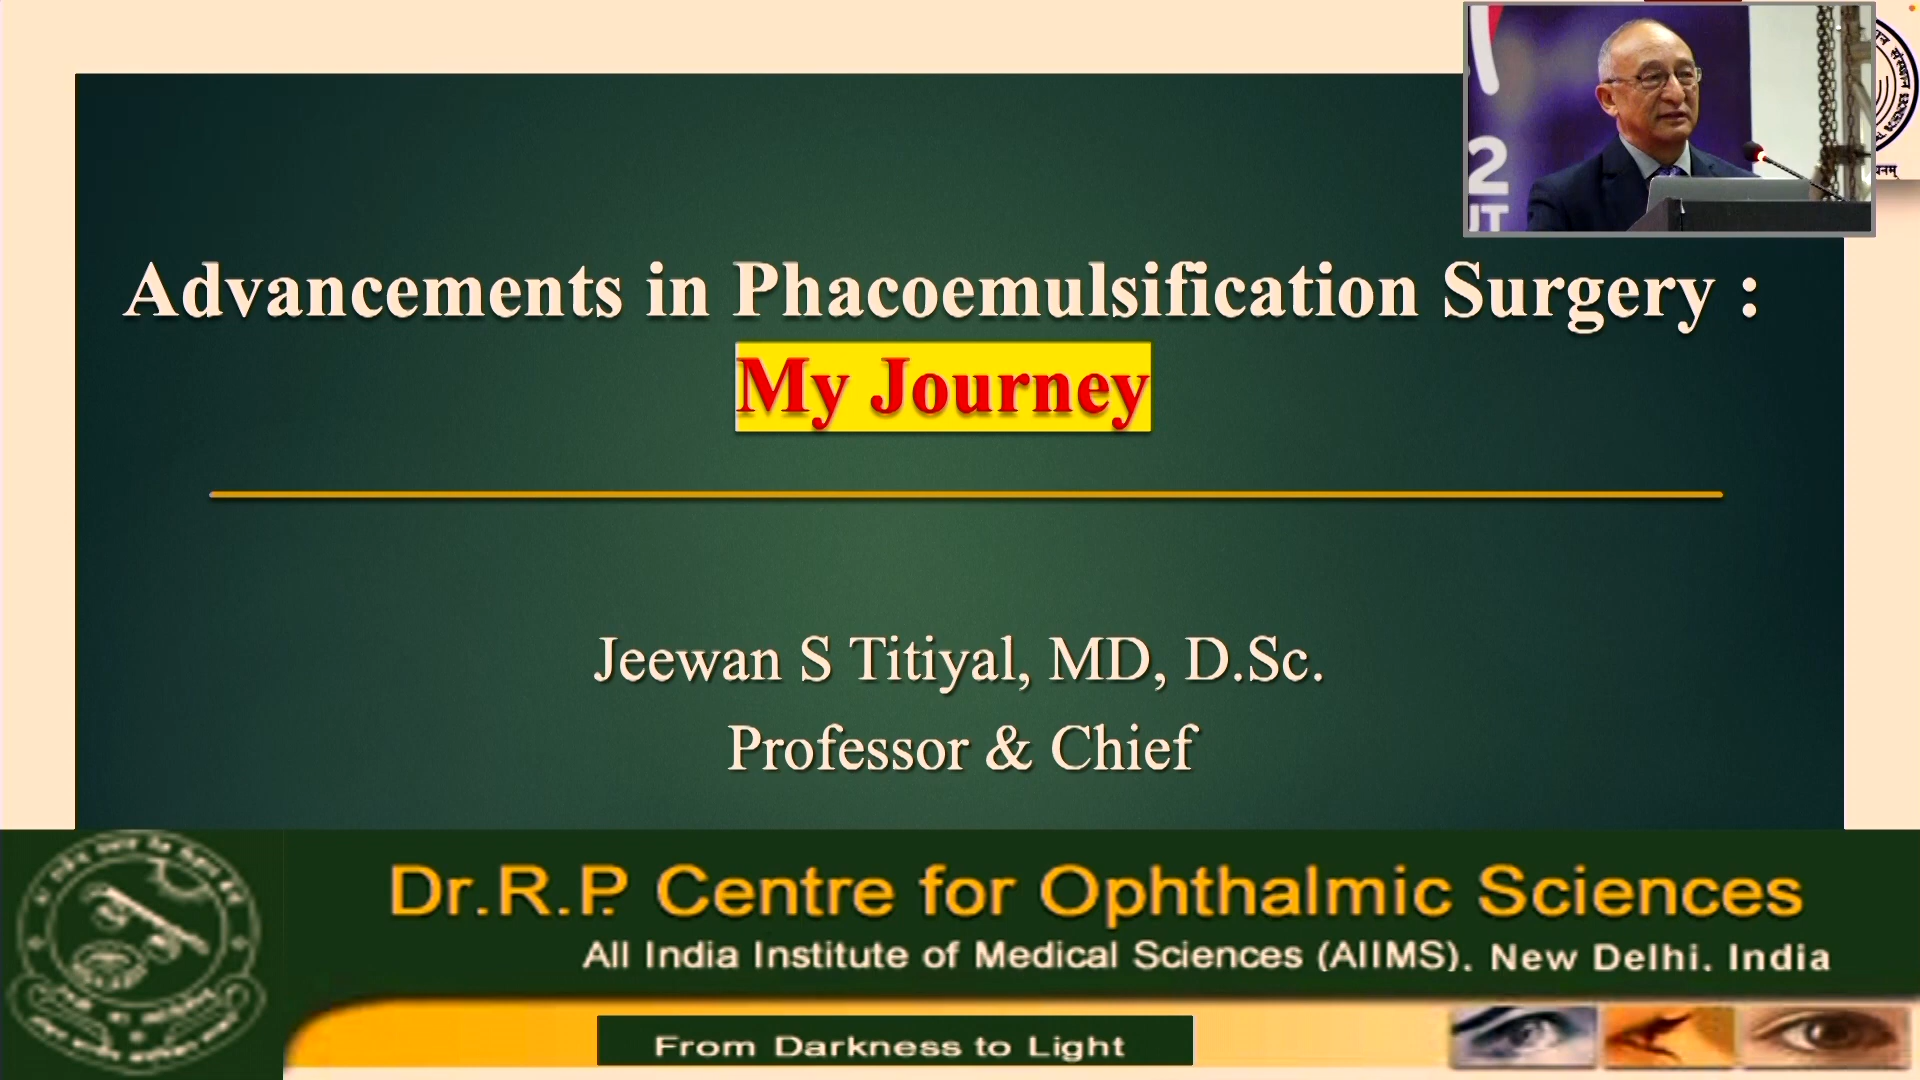 Advancements in Phacoemulsification Surgery :
My Journey
Jeewan S Titiyal, MD, D.Sc.
Professor & Chief
Dr.R.P. Centre for Ophthalmic Sciences
All India Institute of Medical Sciences (AIIMS). New Delhi. India
From Darkness to Light
2